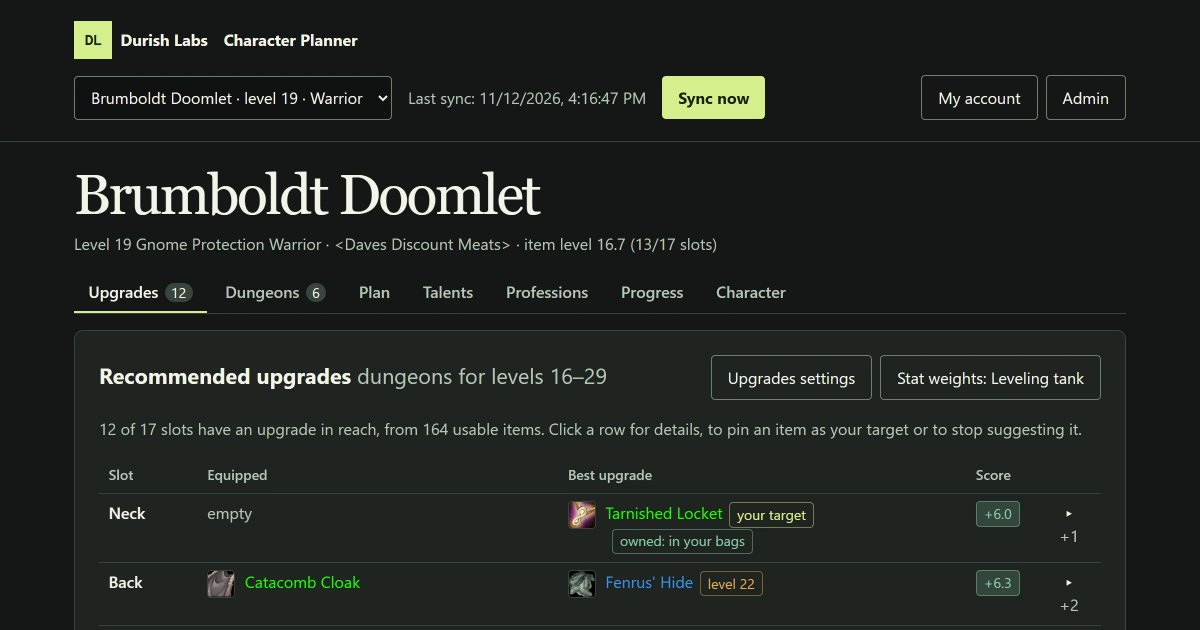 DL Durish Labs Character Planner
Brumboldt Doomlet · level 19 · Warrior Last sync: 11/12/2026, 4:16:47 PM Sync now My account Admin
Brumboldt Doomlet
Level 19 Gnome Protection Warrior · <Daves Discount Meats> · item level 16.7 (13/17 slots)
Upgrades 12 Dungeons 6 Plan Talents Professions Progress Character
Recommended upgrades dungeons for levels 16–29 Upgrades settings Stat weights: Leveling tank
12 of 17 slots have an upgrade in reach, from 164 usable items. Click a row for details, to pin an item as your target or to stop suggesting it.
Slot Equipped Best upgrade Score
Neck empty Tarnished Locket your target +6.0
owned: in your bags +1
Back Catacomb Cloak Fenrus' Hide level 22 +6.3
+2